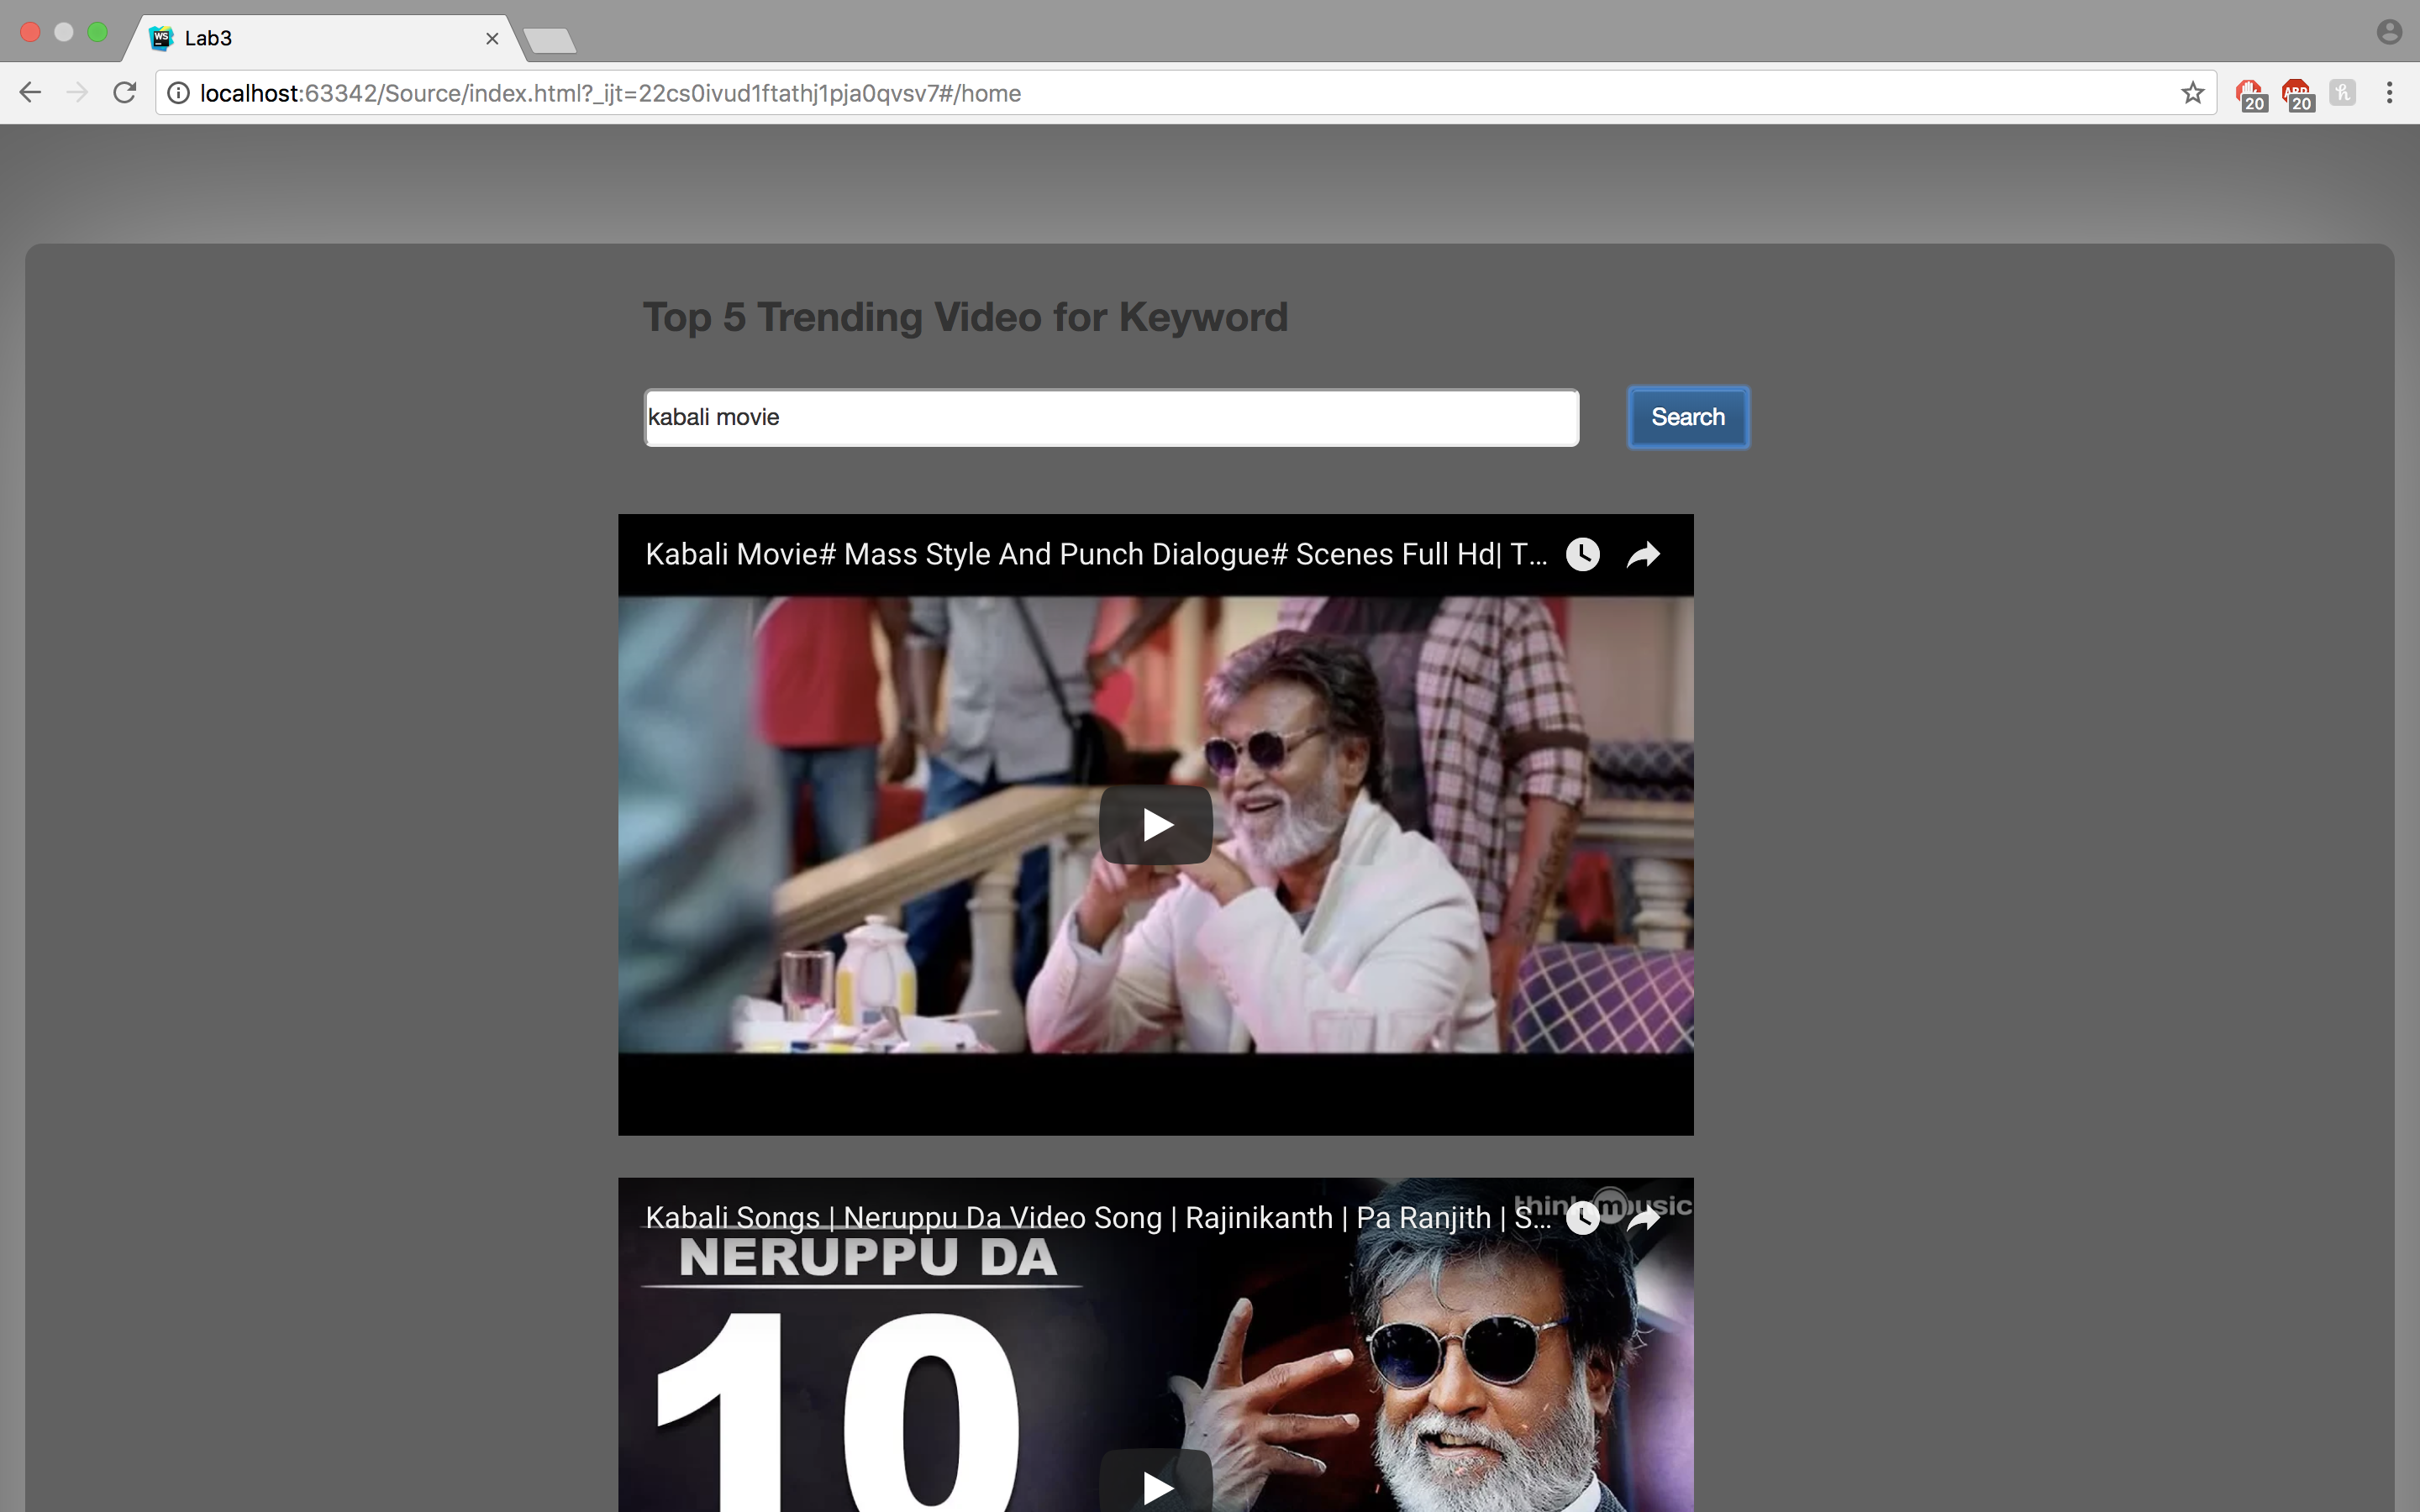 WS
Lab3
localhost:63342/Source/index.html?_ijt=22cs0ivud1ftathj1pja0qvsv7#/home
20
ABP
20
h
Top 5 Trending Video for Keyword
kabali movie
Search
Kabali Movie# Mass Style And Punch Dialogue# Scenes Full Hd| T...
Kabali Songs | Neruppu Da Video Song | Rajinikanth | Pa Ranjith | S...
think music
NERUPPU DA
10